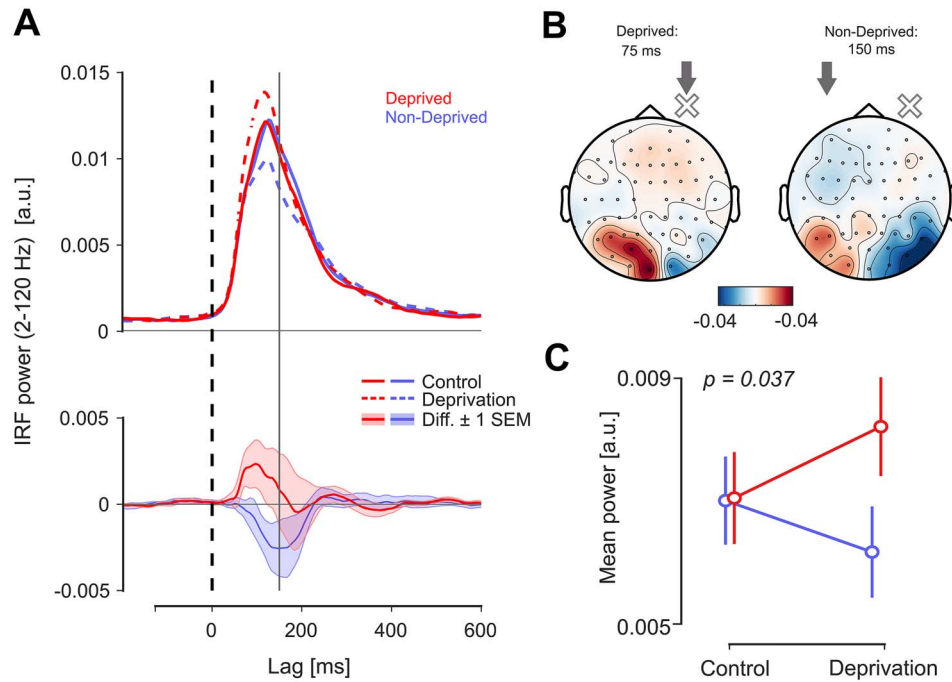 A
IRF power (2-120 Hz) [a.u.]
0.015
0.01
0.005
0
Deprived
Non-Deprived
Control
Deprivation
Diff. ± 1 SEM
0.005
0
-0.005
0
200
400
600
Lag [ms]
B
Deprived:
75 ms
Non-Deprived:
150 ms
-0.04
-0.04
C
p = 0.037
Mean power [a.u.]
0.009
0.005
Control
Deprivation